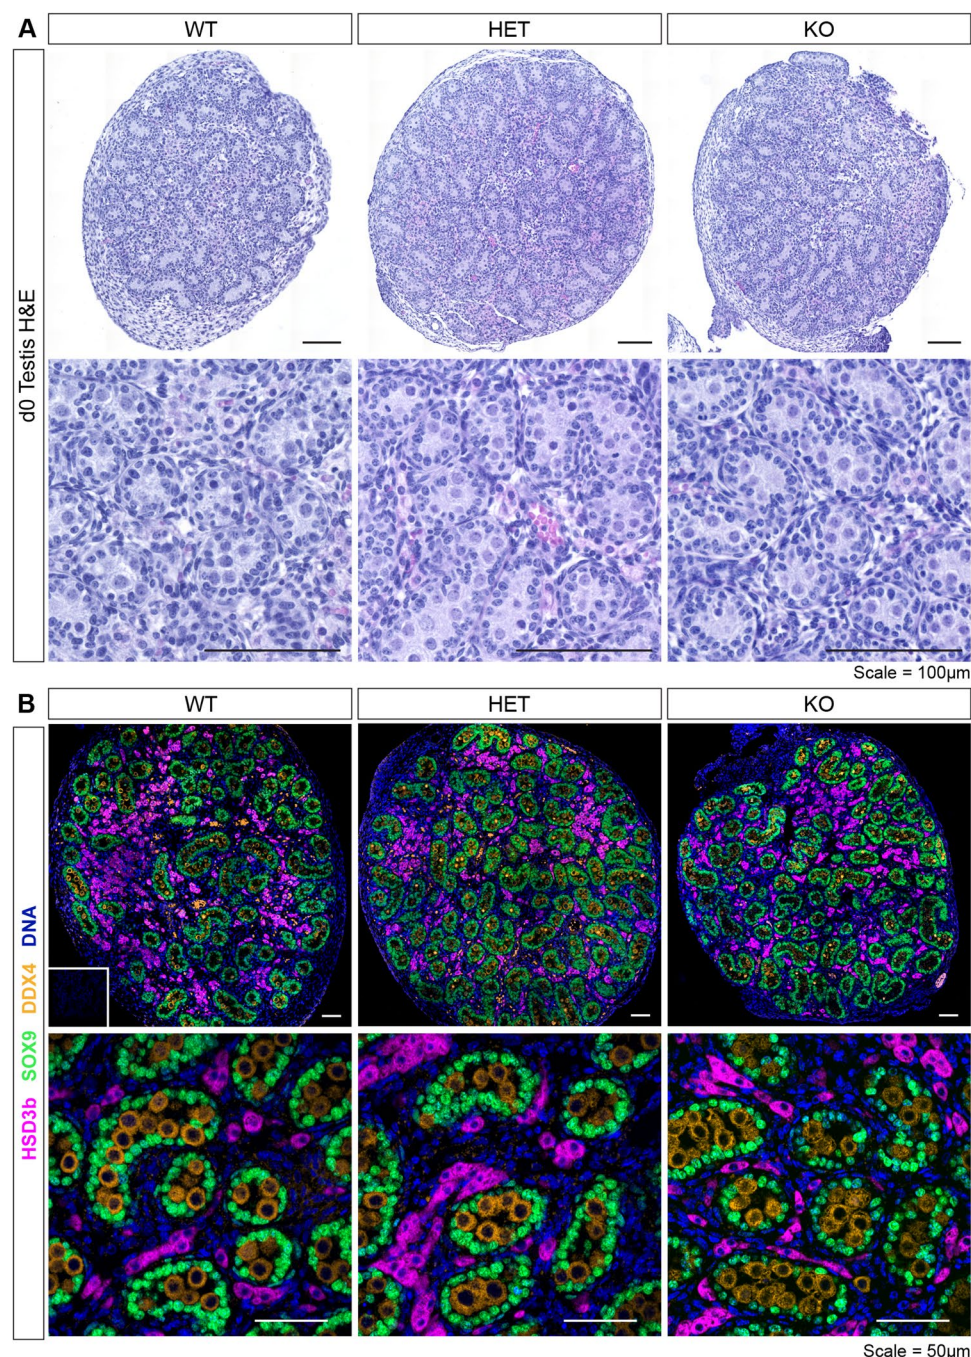 A
WT HET KO
d0 Testis H&E
Scale = 100µm
B
WT HET KO
HSD3b SOX9 DDX4 DNA
Scale = 50µm